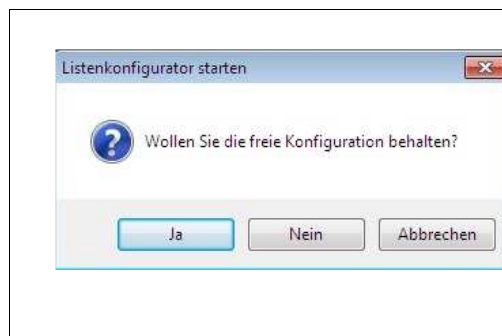 Listenkonfigurator starten
Wollen Sie die freie Konfiguration behalten?
Ja
Nein
Abbrechen